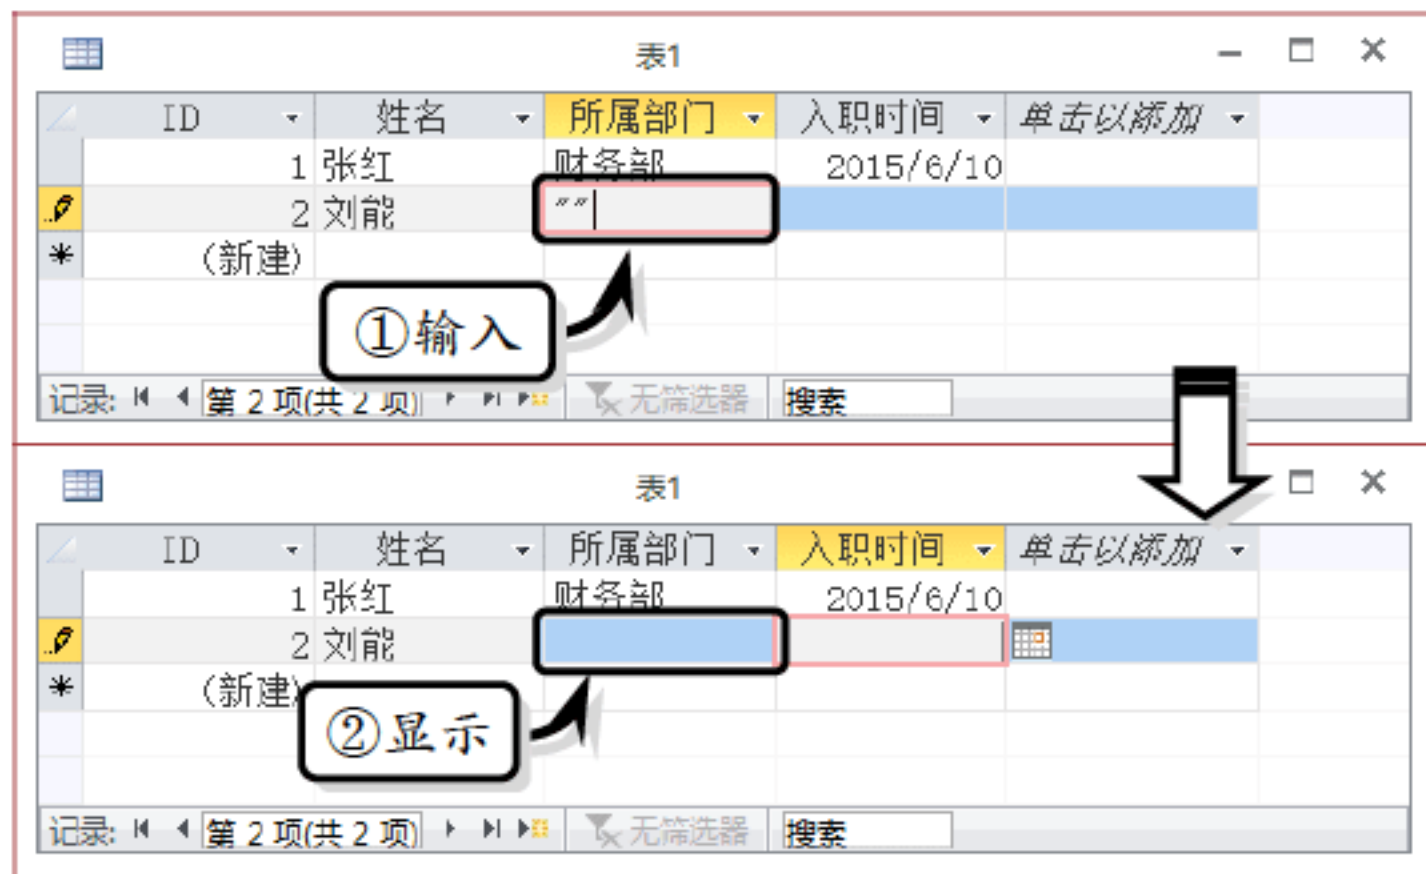 表1
ID 姓名 所属部门 入职时间 单击以添加
1 张红 财务部 2015/6/10
2 刘能 ""
(新建)
①输入
记录: 第 2 项(共 2 项) 无筛选器 搜索
表1
ID 姓名 所属部门 入职时间 单击以添加
1 张红 财务部 2015/6/10
2 刘能
(新建)
②显示
记录: 第 2 项(共 2 项) 无筛选器 搜索